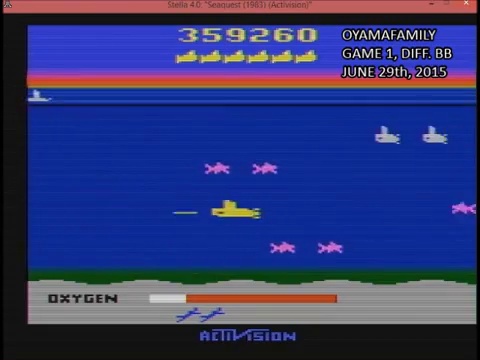 Stella 4.0: "Seaquest (1983) (Activision)"
359260
OYAMAFAMILY
GAME 1, DIFF. BB
JUNE 29th, 2015
OXYGEN
ACTIVISION